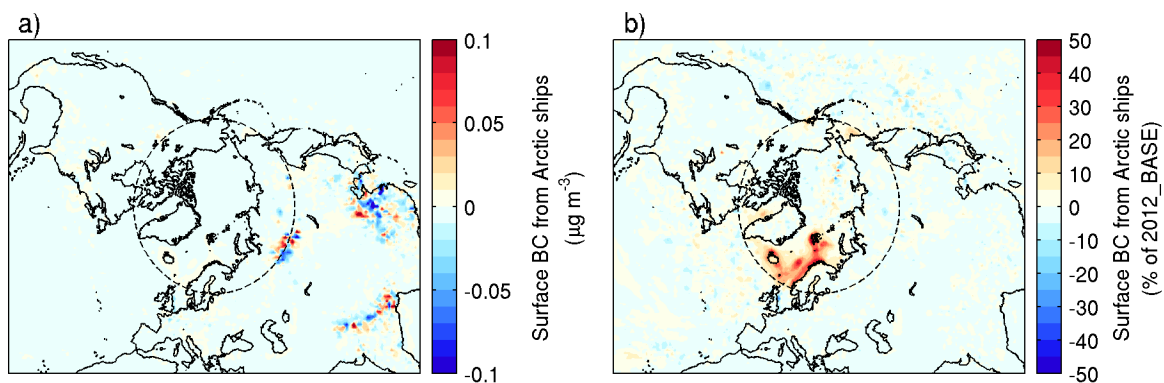 a)
0.1
0.05
0
-0.05
-0.1
Surface BC from Arctic ships
(µg m⁻³)
b)
50
40
30
20
10
0
-10
-20
-30
-40
-50
Surface BC from Arctic ships
(% of 2012_BASE)